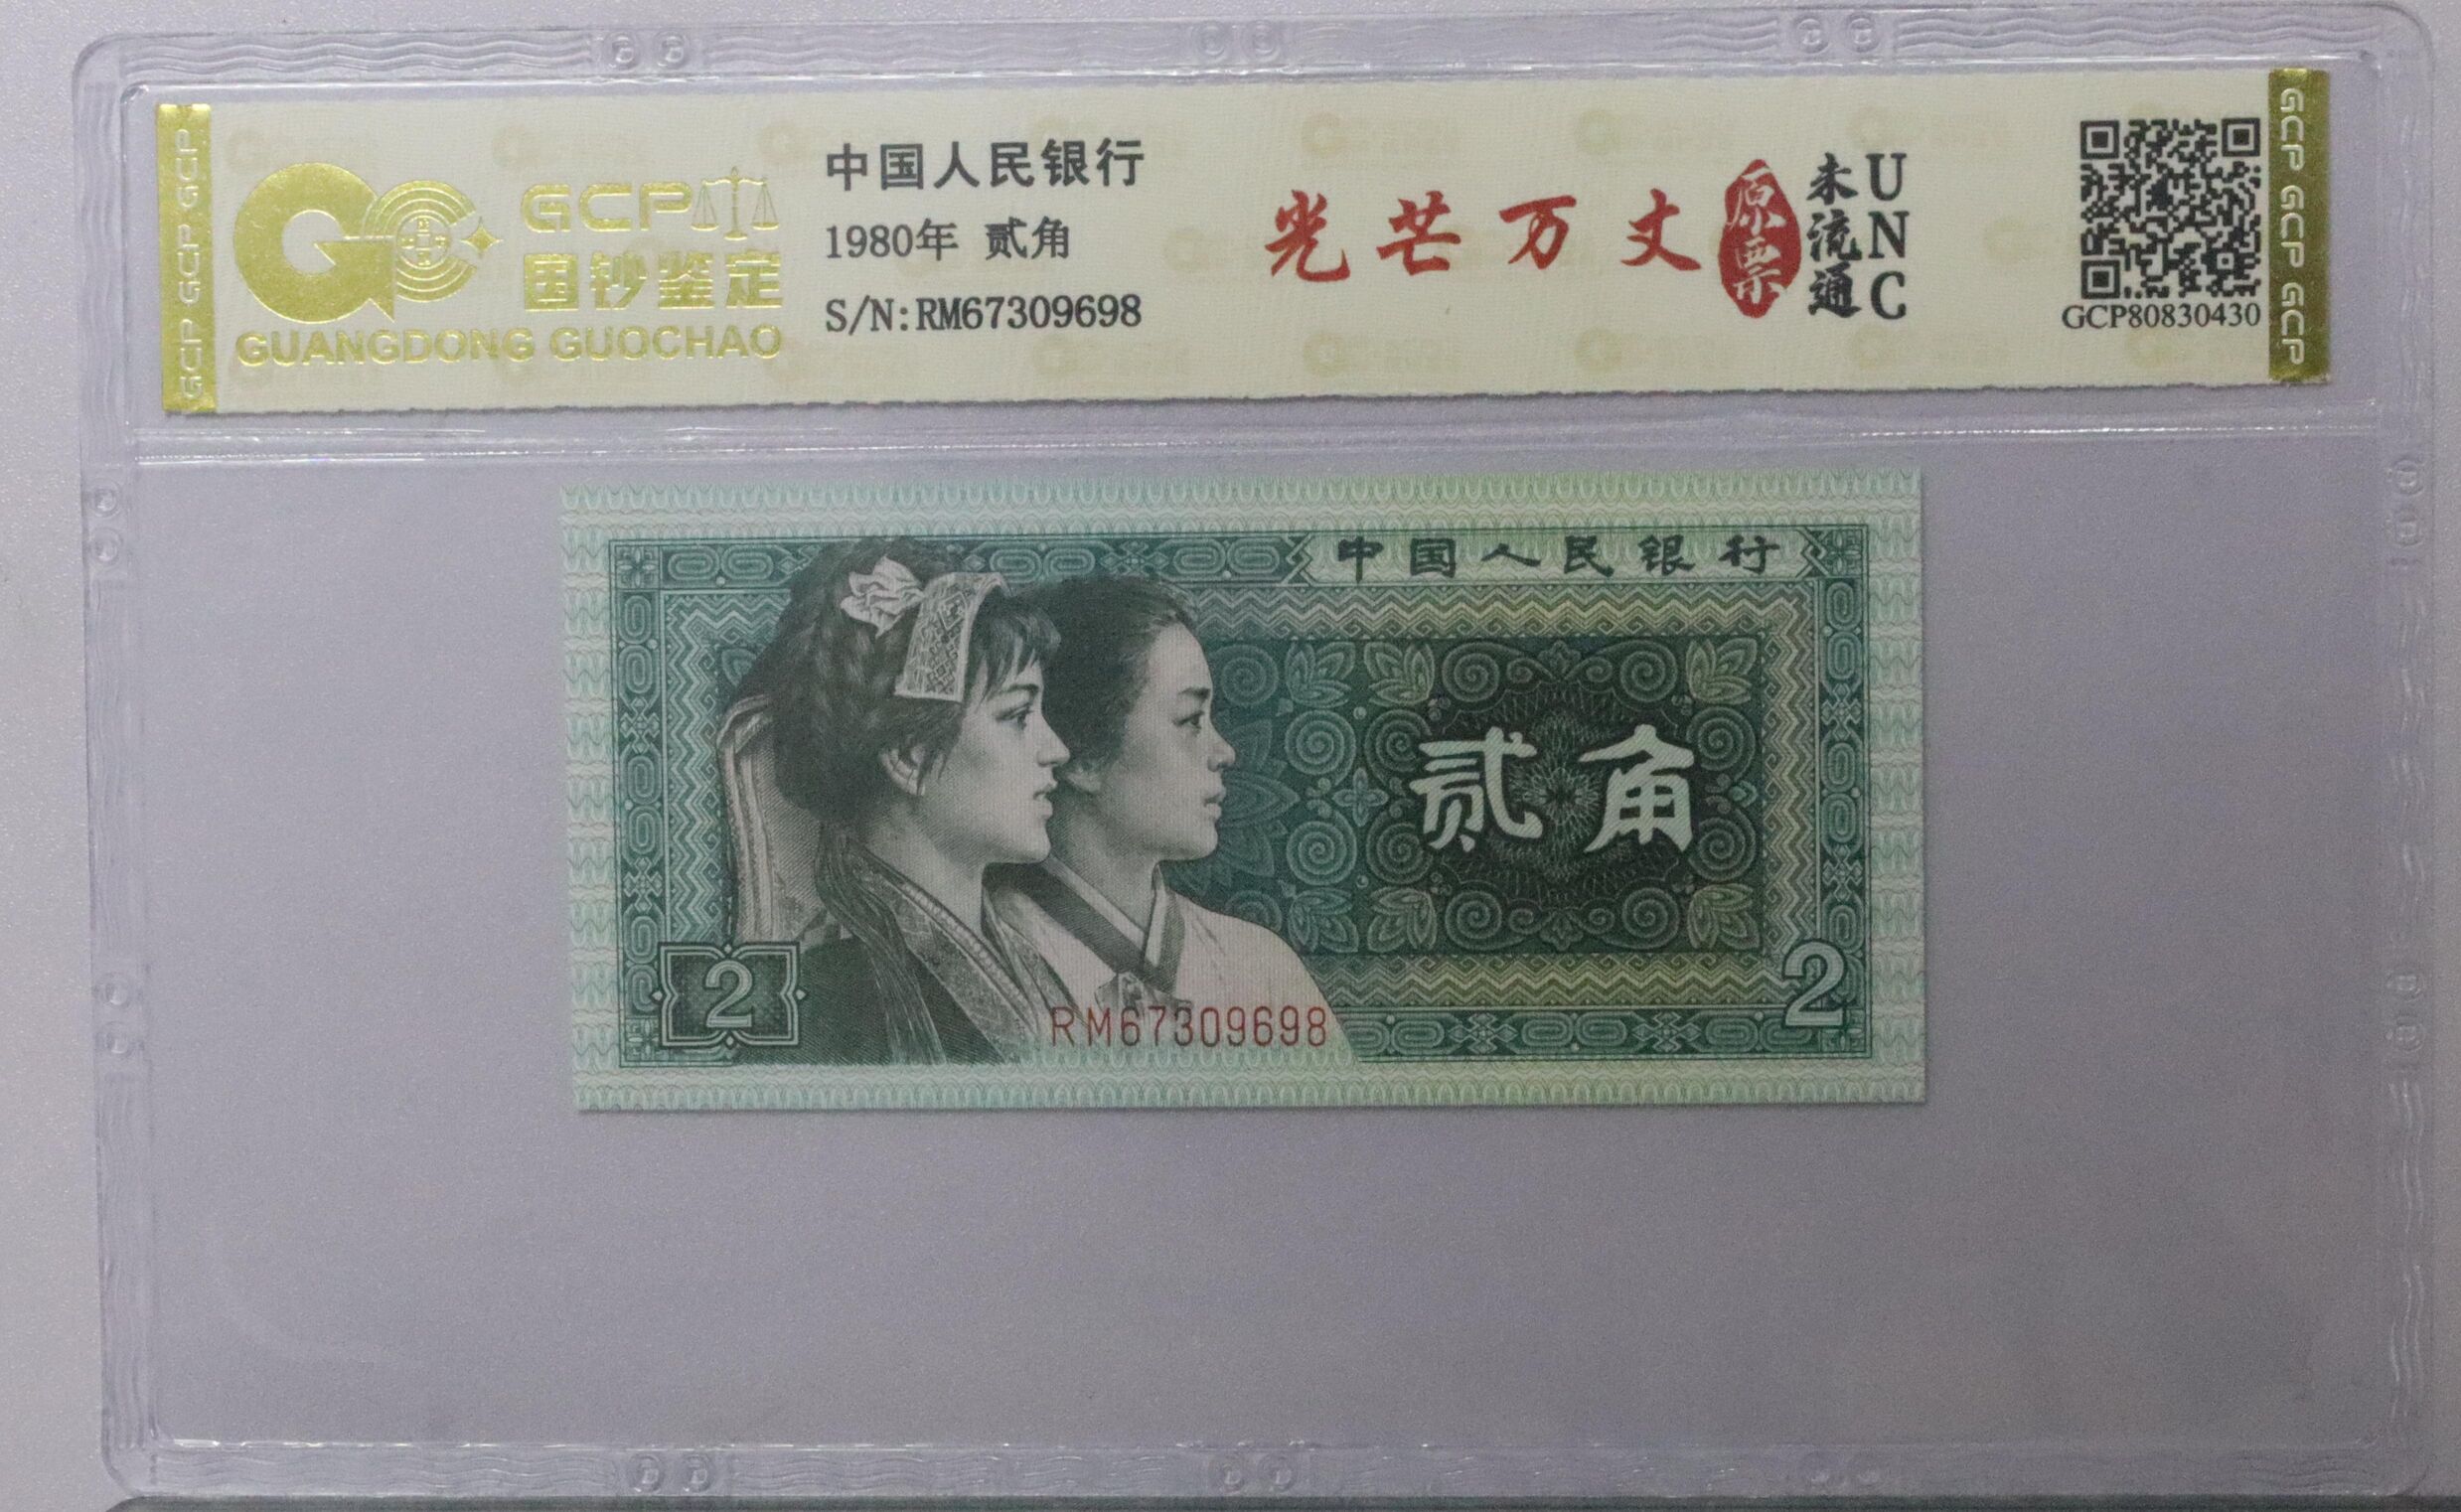 GCP GCP GCP
GCP
国钞鉴定
GUANGDONG GUOCHAO
中国人民银行
1980年 贰角
S/N:RM67309698
光芒万丈
原票
未流通
UNC
GCP80830430
GCP GCP GCP
中国人民银行
贰角
2
2
RM67309698